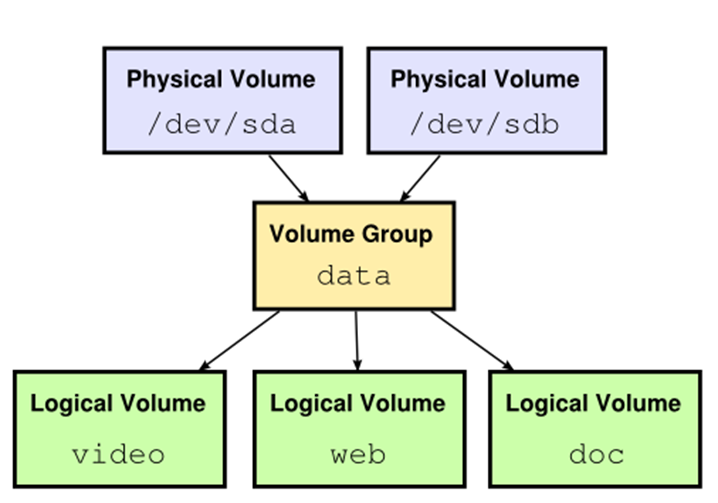 Physical Volume
/dev/sda
Physical Volume
/dev/sdb
Volume Group
data
Logical Volume
video
Logical Volume
web
Logical Volume
doc